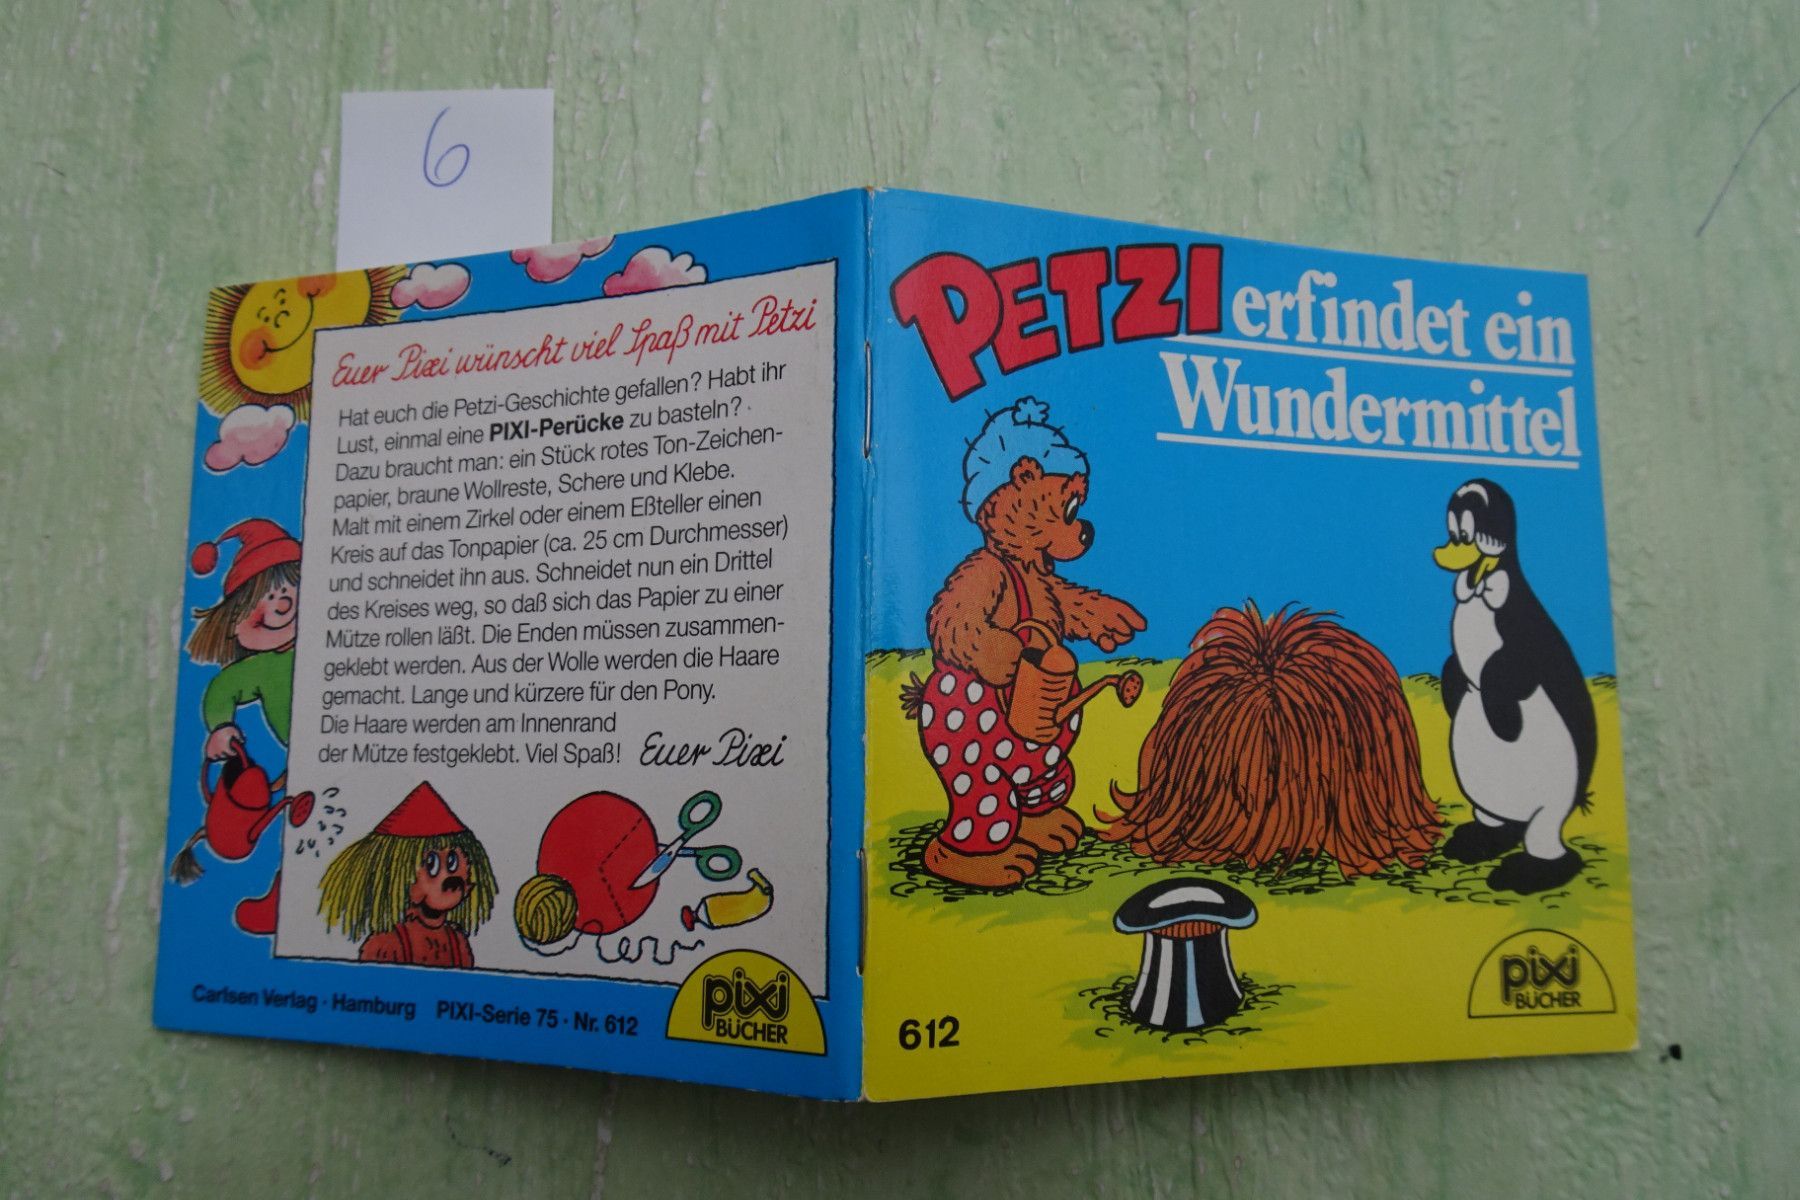 6
Euer Pixi wünscht viel Spaß mit Petzi
Hat euch die Petzi-Geschichte gefallen? Habt ihr
Lust, einmal eine PIXI-Perücke zu basteln?
Dazu braucht man: ein Stück rotes Ton-Zeichen-
papier, braune Wollreste, Schere und Klebe.
Malt mit einem Zirkel oder einem Eßteller einen
Kreis auf das Tonpapier (ca. 25 cm Durchmesser)
und schneidet ihn aus. Schneidet nun ein Drittel
des Kreises weg, so daß sich das Papier zu einer
Mütze rollen läßt. Die Enden müssen zusammen-
geklebt werden. Aus der Wolle werden die Haare
gemacht. Lange und kürzere für den Pony.
Die Haare werden am Innenrand
der Mütze festgeklebt. Viel Spaß! Euer Pixi
Carlsen Verlag · Hamburg PIXI-Serie 75 · Nr. 612
pixi
BÜCHER
PETZI erfindet ein
Wundermittel
612
pixi
BÜCHER